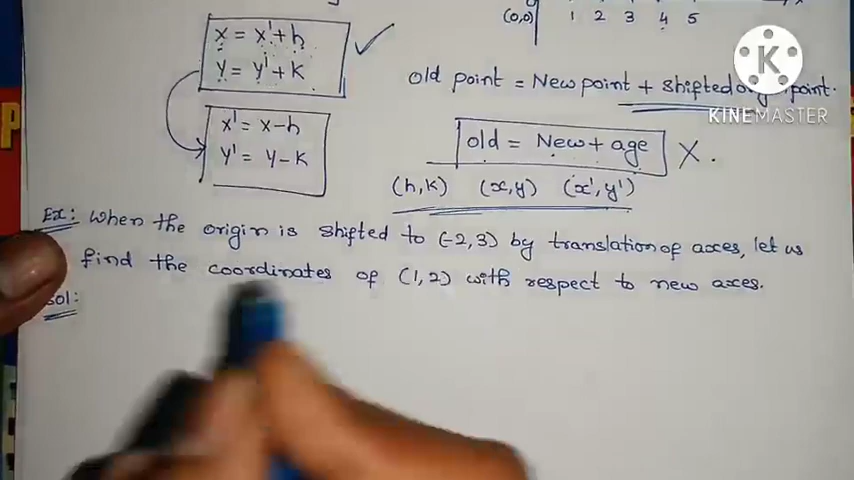 (0,0) 1 2 3 4 5
x = x'+h
y = y'+k
x' = x-h
y' = y-k
old point = New point + shifted point.
KINEMASTER
old = New + age X.
(h,k) (x,y) (x',y')
Ex: When the origin is shifted to (-2,3) by translation of axes, let us
find the coordinates of (1,2) with respect to new axes.
Sol: